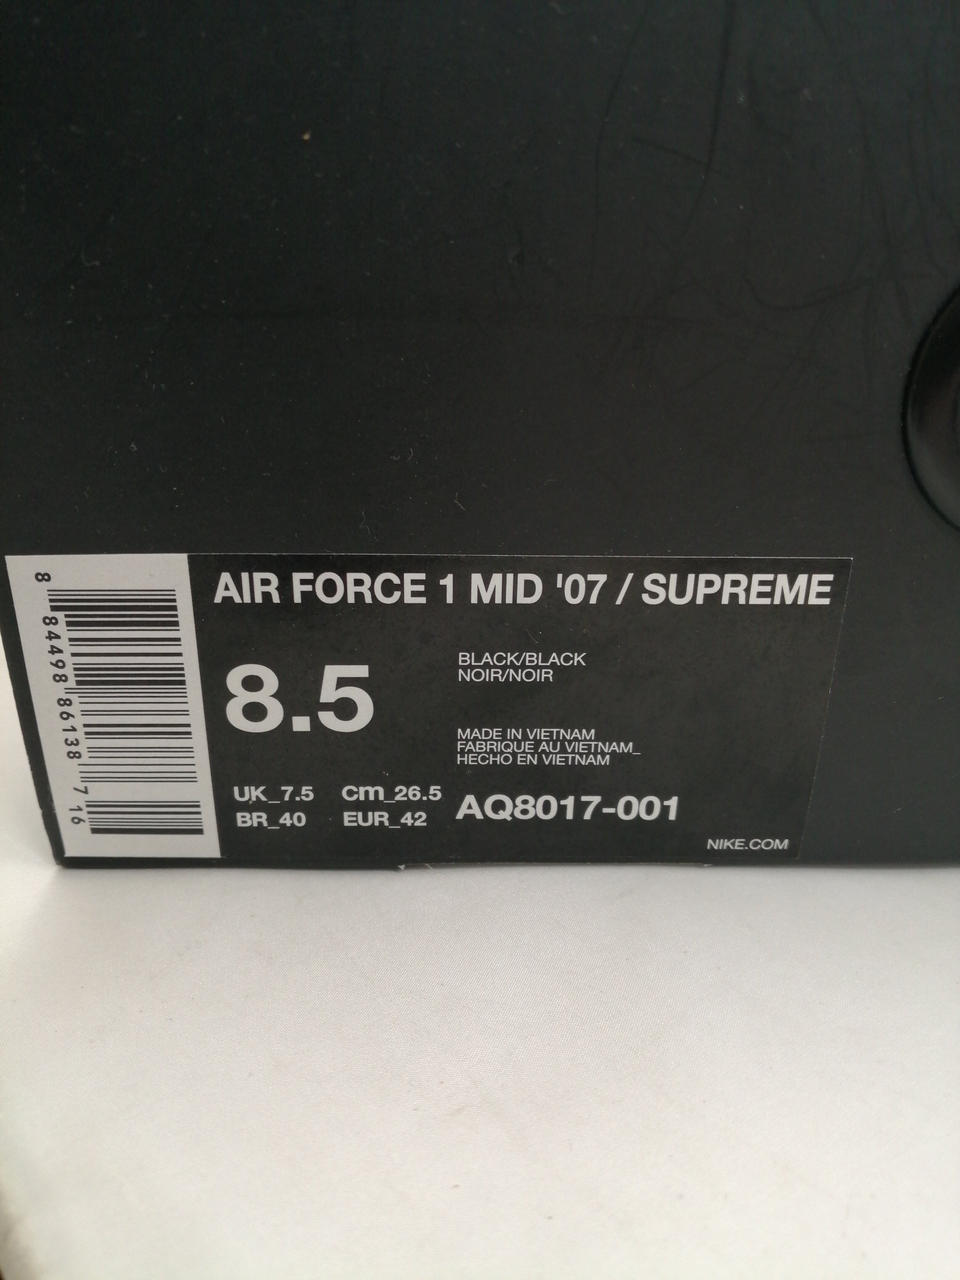 AIR FORCE 1 MID '07 / SUPREME
8.5
BLACK/BLACK
NOIR/NOIR
MADE IN VIETNAM
FABRIQUE AU VIETNAM_
HECHO EN VIETNAM
UK_7.5 cm_26.5
BR_40 EUR_42
AQ8017-001
NIKE.COM
8 84498 86138 7 16